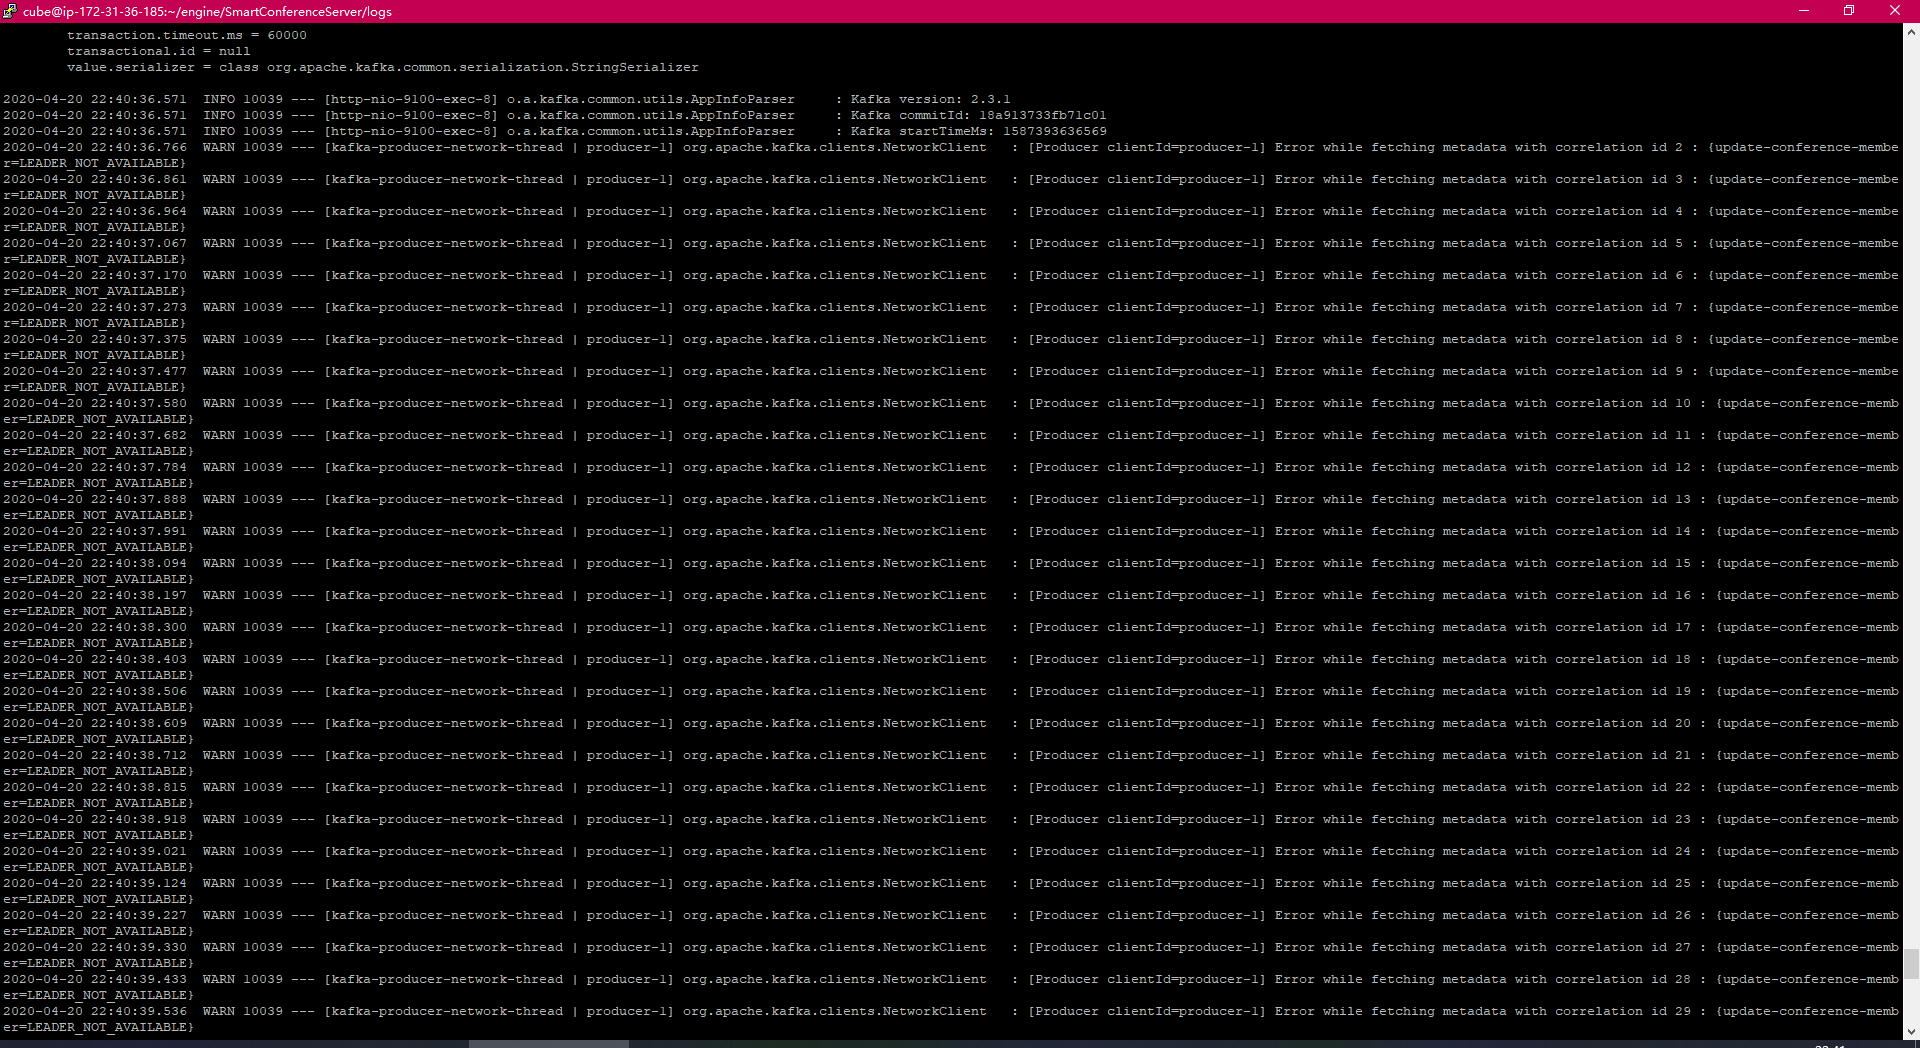 cube@ip-172-31-36-185:~/engine/SmartConferenceServer/logs
transaction.timeout.ms = 60000
transactional.id = null
value.serializer = class org.apache.kafka.common.serialization.StringSerializer
2020-04-20 22:40:36.571  INFO 10039 --- [http-nio-9100-exec-8] o.a.kafka.common.utils.AppInfoParser     : Kafka version: 2.3.1
2020-04-20 22:40:36.571  INFO 10039 --- [http-nio-9100-exec-8] o.a.kafka.common.utils.AppInfoParser     : Kafka commitId: 18a913733fb71c01
2020-04-20 22:40:36.571  INFO 10039 --- [http-nio-9100-exec-8] o.a.kafka.common.utils.AppInfoParser     : Kafka startTimeMs: 1587393636569
2020-04-20 22:40:36.766  WARN 10039 --- [kafka-producer-network-thread | producer-1] org.apache.kafka.clients.NetworkClient   : [Producer clientId=producer-1] Error while fetching metadata with correlation id 2 : {update-conference-membe
r=LEADER_NOT_AVAILABLE}
2020-04-20 22:40:36.861  WARN 10039 --- [kafka-producer-network-thread | producer-1] org.apache.kafka.clients.NetworkClient   : [Producer clientId=producer-1] Error while fetching metadata with correlation id 3 : {update-conference-membe
r=LEADER_NOT_AVAILABLE}
2020-04-20 22:40:36.964  WARN 10039 --- [kafka-producer-network-thread | producer-1] org.apache.kafka.clients.NetworkClient   : [Producer clientId=producer-1] Error while fetching metadata with correlation id 4 : {update-conference-membe
r=LEADER_NOT_AVAILABLE}
2020-04-20 22:40:37.067  WARN 10039 --- [kafka-producer-network-thread | producer-1] org.apache.kafka.clients.NetworkClient   : [Producer clientId=producer-1] Error while fetching metadata with correlation id 5 : {update-conference-membe
r=LEADER_NOT_AVAILABLE}
2020-04-20 22:40:37.170  WARN 10039 --- [kafka-producer-network-thread | producer-1] org.apache.kafka.clients.NetworkClient   : [Producer clientId=producer-1] Error while fetching metadata with correlation id 6 : {update-conference-membe
r=LEADER_NOT_AVAILABLE}
2020-04-20 22:40:37.273  WARN 10039 --- [kafka-producer-network-thread | producer-1] org.apache.kafka.clients.NetworkClient   : [Producer clientId=producer-1] Error while fetching metadata with correlation id 7 : {update-conference-membe
r=LEADER_NOT_AVAILABLE}
2020-04-20 22:40:37.375  WARN 10039 --- [kafka-producer-network-thread | producer-1] org.apache.kafka.clients.NetworkClient   : [Producer clientId=producer-1] Error while fetching metadata with correlation id 8 : {update-conference-membe
r=LEADER_NOT_AVAILABLE}
2020-04-20 22:40:37.477  WARN 10039 --- [kafka-producer-network-thread | producer-1] org.apache.kafka.clients.NetworkClient   : [Producer clientId=producer-1] Error while fetching metadata with correlation id 9 : {update-conference-membe
r=LEADER_NOT_AVAILABLE}
2020-04-20 22:40:37.580  WARN 10039 --- [kafka-producer-network-thread | producer-1] org.apache.kafka.clients.NetworkClient   : [Producer clientId=producer-1] Error while fetching metadata with correlation id 10 : {update-conference-memb
er=LEADER_NOT_AVAILABLE}
2020-04-20 22:40:37.682  WARN 10039 --- [kafka-producer-network-thread | producer-1] org.apache.kafka.clients.NetworkClient   : [Producer clientId=producer-1] Error while fetching metadata with correlation id 11 : {update-conference-memb
er=LEADER_NOT_AVAILABLE}
2020-04-20 22:40:37.784  WARN 10039 --- [kafka-producer-network-thread | producer-1] org.apache.kafka.clients.NetworkClient   : [Producer clientId=producer-1] Error while fetching metadata with correlation id 12 : {update-conference-memb
er=LEADER_NOT_AVAILABLE}
2020-04-20 22:40:37.888  WARN 10039 --- [kafka-producer-network-thread | producer-1] org.apache.kafka.clients.NetworkClient   : [Producer clientId=producer-1] Error while fetching metadata with correlation id 13 : {update-conference-memb
er=LEADER_NOT_AVAILABLE}
2020-04-20 22:40:37.991  WARN 10039 --- [kafka-producer-network-thread | producer-1] org.apache.kafka.clients.NetworkClient   : [Producer clientId=producer-1] Error while fetching metadata with correlation id 14 : {update-conference-memb
er=LEADER_NOT_AVAILABLE}
2020-04-20 22:40:38.094  WARN 10039 --- [kafka-producer-network-thread | producer-1] org.apache.kafka.clients.NetworkClient   : [Producer clientId=producer-1] Error while fetching metadata with correlation id 15 : {update-conference-memb
er=LEADER_NOT_AVAILABLE}
2020-04-20 22:40:38.197  WARN 10039 --- [kafka-producer-network-thread | producer-1] org.apache.kafka.clients.NetworkClient   : [Producer clientId=producer-1] Error while fetching metadata with correlation id 16 : {update-conference-memb
er=LEADER_NOT_AVAILABLE}
2020-04-20 22:40:38.300  WARN 10039 --- [kafka-producer-network-thread | producer-1] org.apache.kafka.clients.NetworkClient   : [Producer clientId=producer-1] Error while fetching metadata with correlation id 17 : {update-conference-memb
er=LEADER_NOT_AVAILABLE}
2020-04-20 22:40:38.403  WARN 10039 --- [kafka-producer-network-thread | producer-1] org.apache.kafka.clients.NetworkClient   : [Producer clientId=producer-1] Error while fetching metadata with correlation id 18 : {update-conference-memb
er=LEADER_NOT_AVAILABLE}
2020-04-20 22:40:38.506  WARN 10039 --- [kafka-producer-network-thread | producer-1] org.apache.kafka.clients.NetworkClient   : [Producer clientId=producer-1] Error while fetching metadata with correlation id 19 : {update-conference-memb
er=LEADER_NOT_AVAILABLE}
2020-04-20 22:40:38.609  WARN 10039 --- [kafka-producer-network-thread | producer-1] org.apache.kafka.clients.NetworkClient   : [Producer clientId=producer-1] Error while fetching metadata with correlation id 20 : {update-conference-memb
er=LEADER_NOT_AVAILABLE}
2020-04-20 22:40:38.712  WARN 10039 --- [kafka-producer-network-thread | producer-1] org.apache.kafka.clients.NetworkClient   : [Producer clientId=producer-1] Error while fetching metadata with correlation id 21 : {update-conference-memb
er=LEADER_NOT_AVAILABLE}
2020-04-20 22:40:38.815  WARN 10039 --- [kafka-producer-network-thread | producer-1] org.apache.kafka.clients.NetworkClient   : [Producer clientId=producer-1] Error while fetching metadata with correlation id 22 : {update-conference-memb
er=LEADER_NOT_AVAILABLE}
2020-04-20 22:40:38.918  WARN 10039 --- [kafka-producer-network-thread | producer-1] org.apache.kafka.clients.NetworkClient   : [Producer clientId=producer-1] Error while fetching metadata with correlation id 23 : {update-conference-memb
er=LEADER_NOT_AVAILABLE}
2020-04-20 22:40:39.021  WARN 10039 --- [kafka-producer-network-thread | producer-1] org.apache.kafka.clients.NetworkClient   : [Producer clientId=producer-1] Error while fetching metadata with correlation id 24 : {update-conference-memb
er=LEADER_NOT_AVAILABLE}
2020-04-20 22:40:39.124  WARN 10039 --- [kafka-producer-network-thread | producer-1] org.apache.kafka.clients.NetworkClient   : [Producer clientId=producer-1] Error while fetching metadata with correlation id 25 : {update-conference-memb
er=LEADER_NOT_AVAILABLE}
2020-04-20 22:40:39.227  WARN 10039 --- [kafka-producer-network-thread | producer-1] org.apache.kafka.clients.NetworkClient   : [Producer clientId=producer-1] Error while fetching metadata with correlation id 26 : {update-conference-memb
er=LEADER_NOT_AVAILABLE}
2020-04-20 22:40:39.330  WARN 10039 --- [kafka-producer-network-thread | producer-1] org.apache.kafka.clients.NetworkClient   : [Producer clientId=producer-1] Error while fetching metadata with correlation id 27 : {update-conference-memb
er=LEADER_NOT_AVAILABLE}
2020-04-20 22:40:39.433  WARN 10039 --- [kafka-producer-network-thread | producer-1] org.apache.kafka.clients.NetworkClient   : [Producer clientId=producer-1] Error while fetching metadata with correlation id 28 : {update-conference-memb
er=LEADER_NOT_AVAILABLE}
2020-04-20 22:40:39.536  WARN 10039 --- [kafka-producer-network-thread | producer-1] org.apache.kafka.clients.NetworkClient   : [Producer clientId=producer-1] Error while fetching metadata with correlation id 29 : {update-conference-memb
er=LEADER_NOT_AVAILABLE}